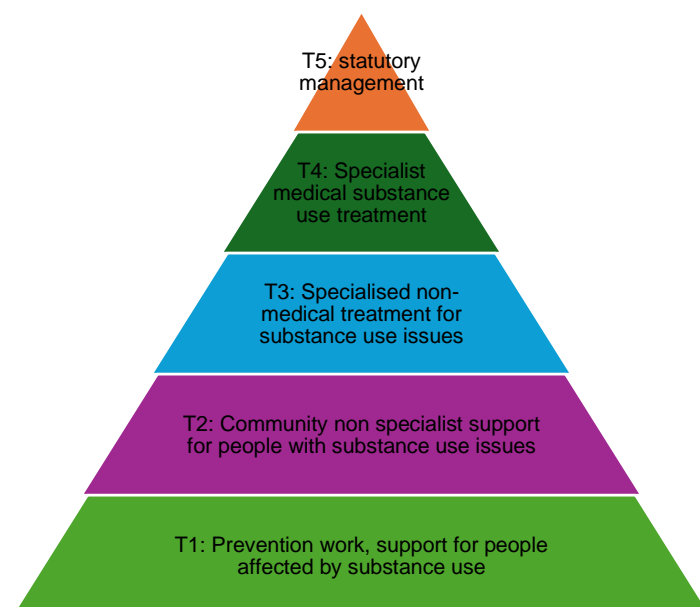 T5: statutory
management
T4: Specialist
medical substance
use treatment
T3: Specialised non-
medical treatment for
substance use issues
T2: Community non specialist support
for people with substance use issues
T1: Prevention work, support for people
affected by substance use